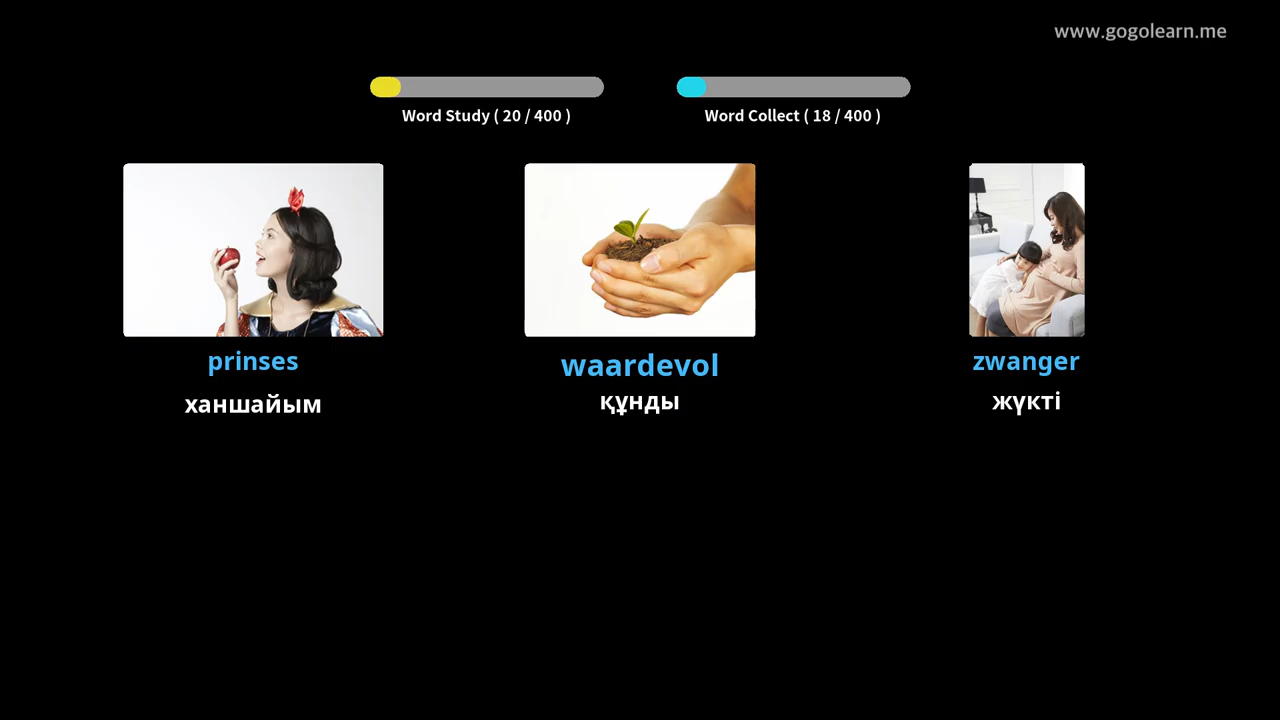 www.gogolearn.me
Word Study ( 20 / 400 )
Word Collect ( 18 / 400 )
prinses
waardevol
zwanger
ханшайым
құнды
жүкті